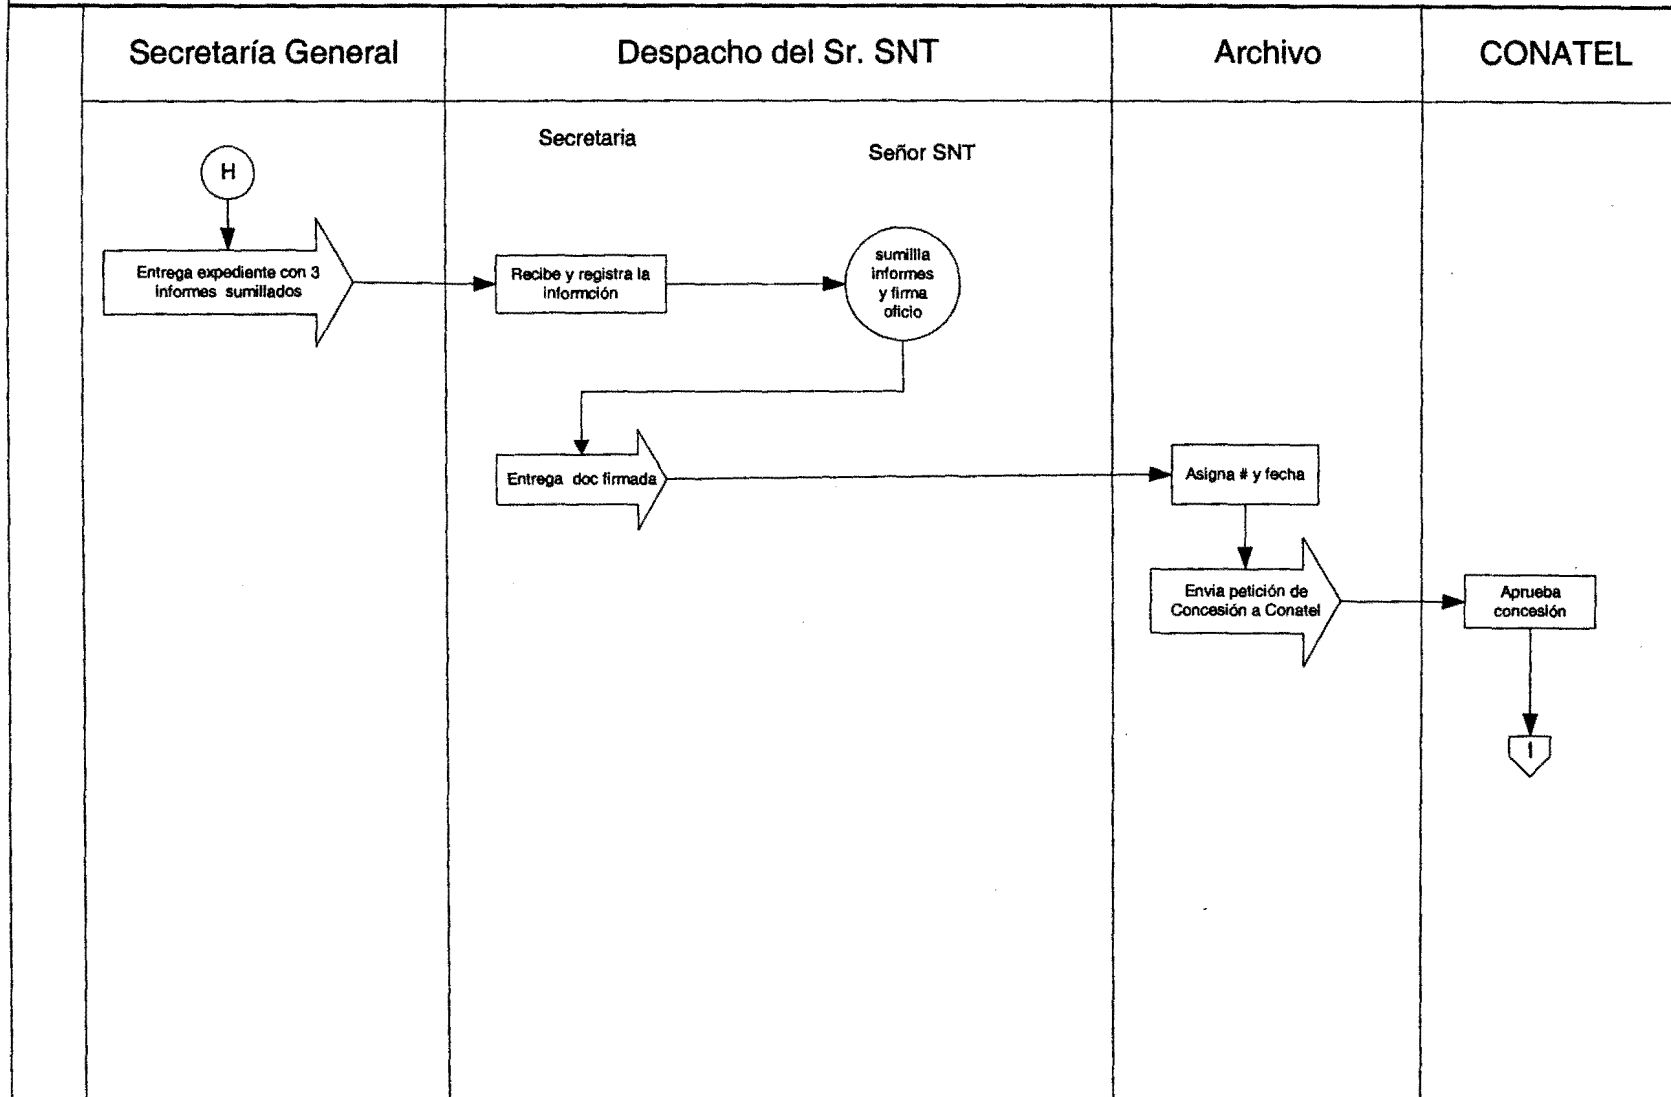 Secretaría General
Despacho del Sr. SNT
Archivo
CONATEL
Secretaria
Señor SNT
H
Entrega expediente con 3
informes sumillados
Recibe y registra la
informción
sumillla
informes
y firma
oficio
Entrega doc firmada
Asigna # y fecha
Envia petición de
Concesión a Conatel
Aprueba
concesión
I